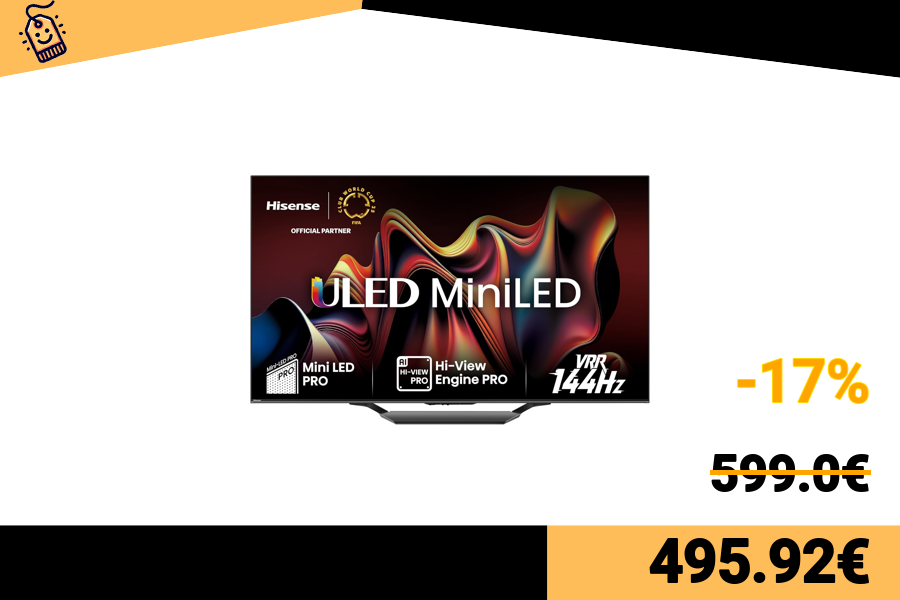 Hisense
CLUB WORLD CUP 25
FIFA
OFFICIAL PARTNER
ULED MiniLED
Mini-LED PRO
PRO
Mini LED
PRO
AI
HI-VIEW
PRO
Hi-View
Engine PRO
VRR
144Hz
-17%
599.0€
495.92€